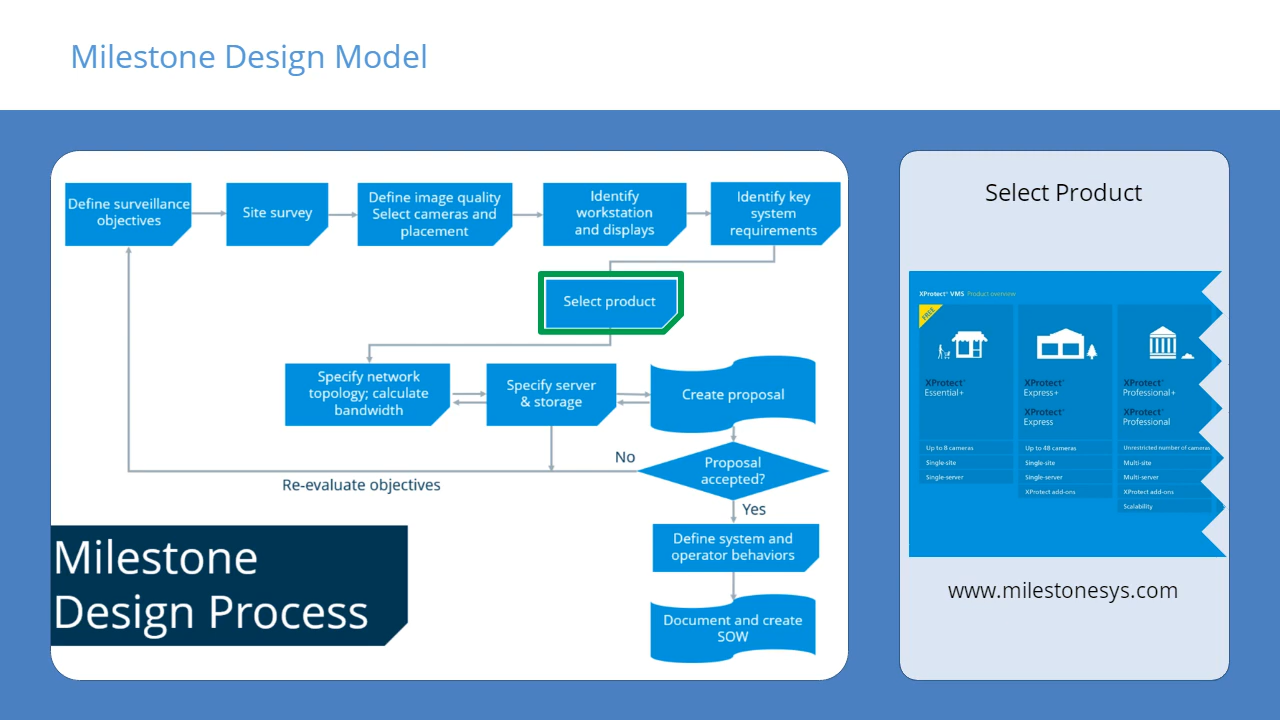 Milestone Design Model
Define surveillance
objectives
Site survey
Define image quality
Select cameras and
placement
Identify
workstation
and displays
Identify key
system
requirements
Select product
Specify network
topology; calculate
bandwidth
Specify server
& storage
Create proposal
No
Proposal
accepted?
Re-evaluate objectives
Yes
Define system and
operator behaviors
Document and create
SOW
Milestone
Design Process
Select Product
XProtect® VMS Product overview
FREE
XProtect®
Essential+
Up to 8 cameras
Single-site
Single-server
XProtect®
Express+
XProtect®
Express
Up to 48 cameras
Single-site
Single-server
XProtect add-ons
XProtect®
Professional+
XProtect®
Professional
Unrestricted number of cameras
Multi-site
Multi-server
XProtect add-ons
Scalability
www.milestonesys.com